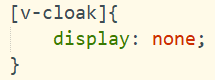 [v-cloak]{
    display: none;
}